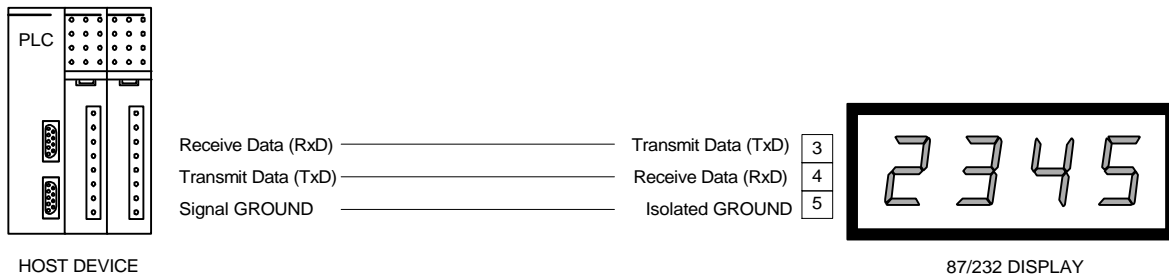 PLC
Receive Data (RxD) Transmit Data (TxD) 3
Transmit Data (TxD) Receive Data (RxD) 4
Signal GROUND Isolated GROUND 5
2345
HOST DEVICE 87/232 DISPLAY